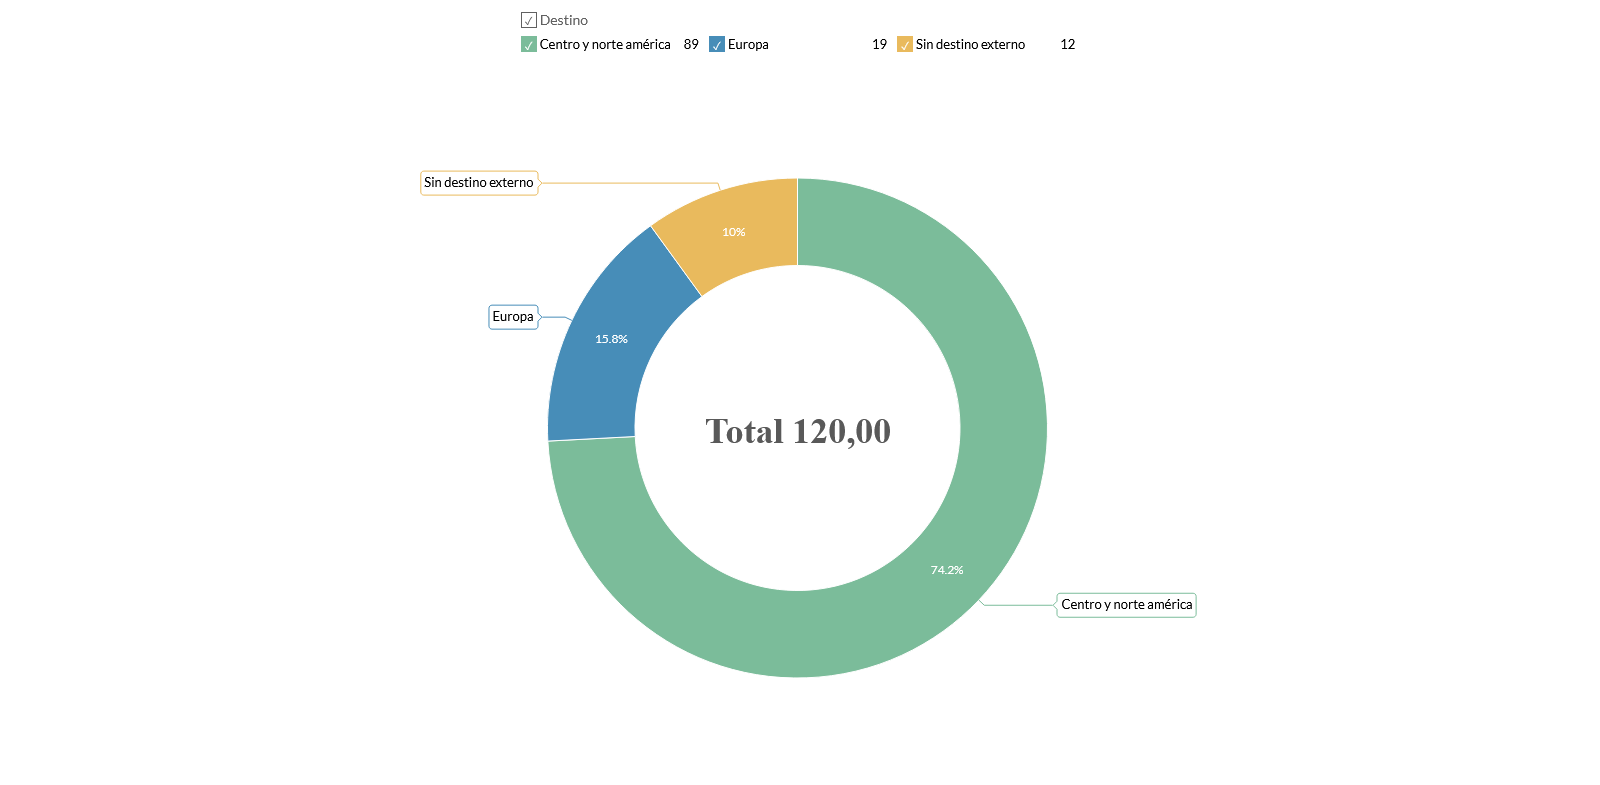 Destino
Centro y norte américa 89 Europa 19 Sin destino externo 12
Sin destino externo
10%
Europa
15.8%
Total 120,00
74.2%
Centro y norte américa